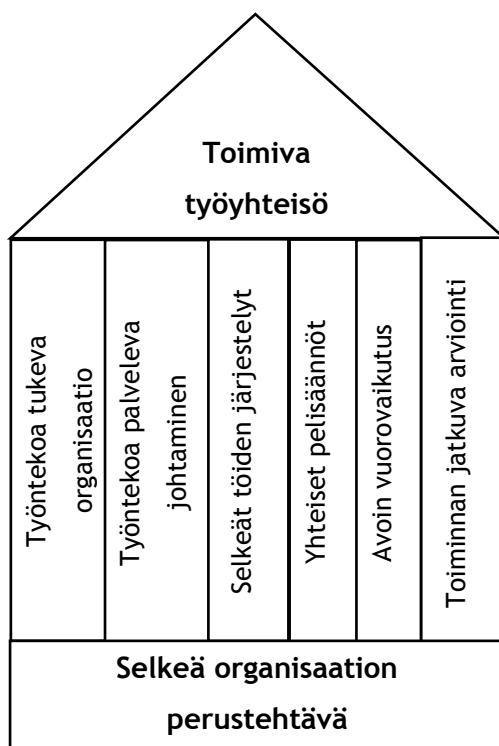 Toimiva
työyhteisö
Työntekoa tukeva
organisaatio
Työntekoa palveleva
johtaminen
Selkeät töiden järjestelyt
Yhteiset pelisäännöt
Avoin vuorovaikutus
Toiminnan jatkuva arviointi
Selkeä organisaation
perustehtävä